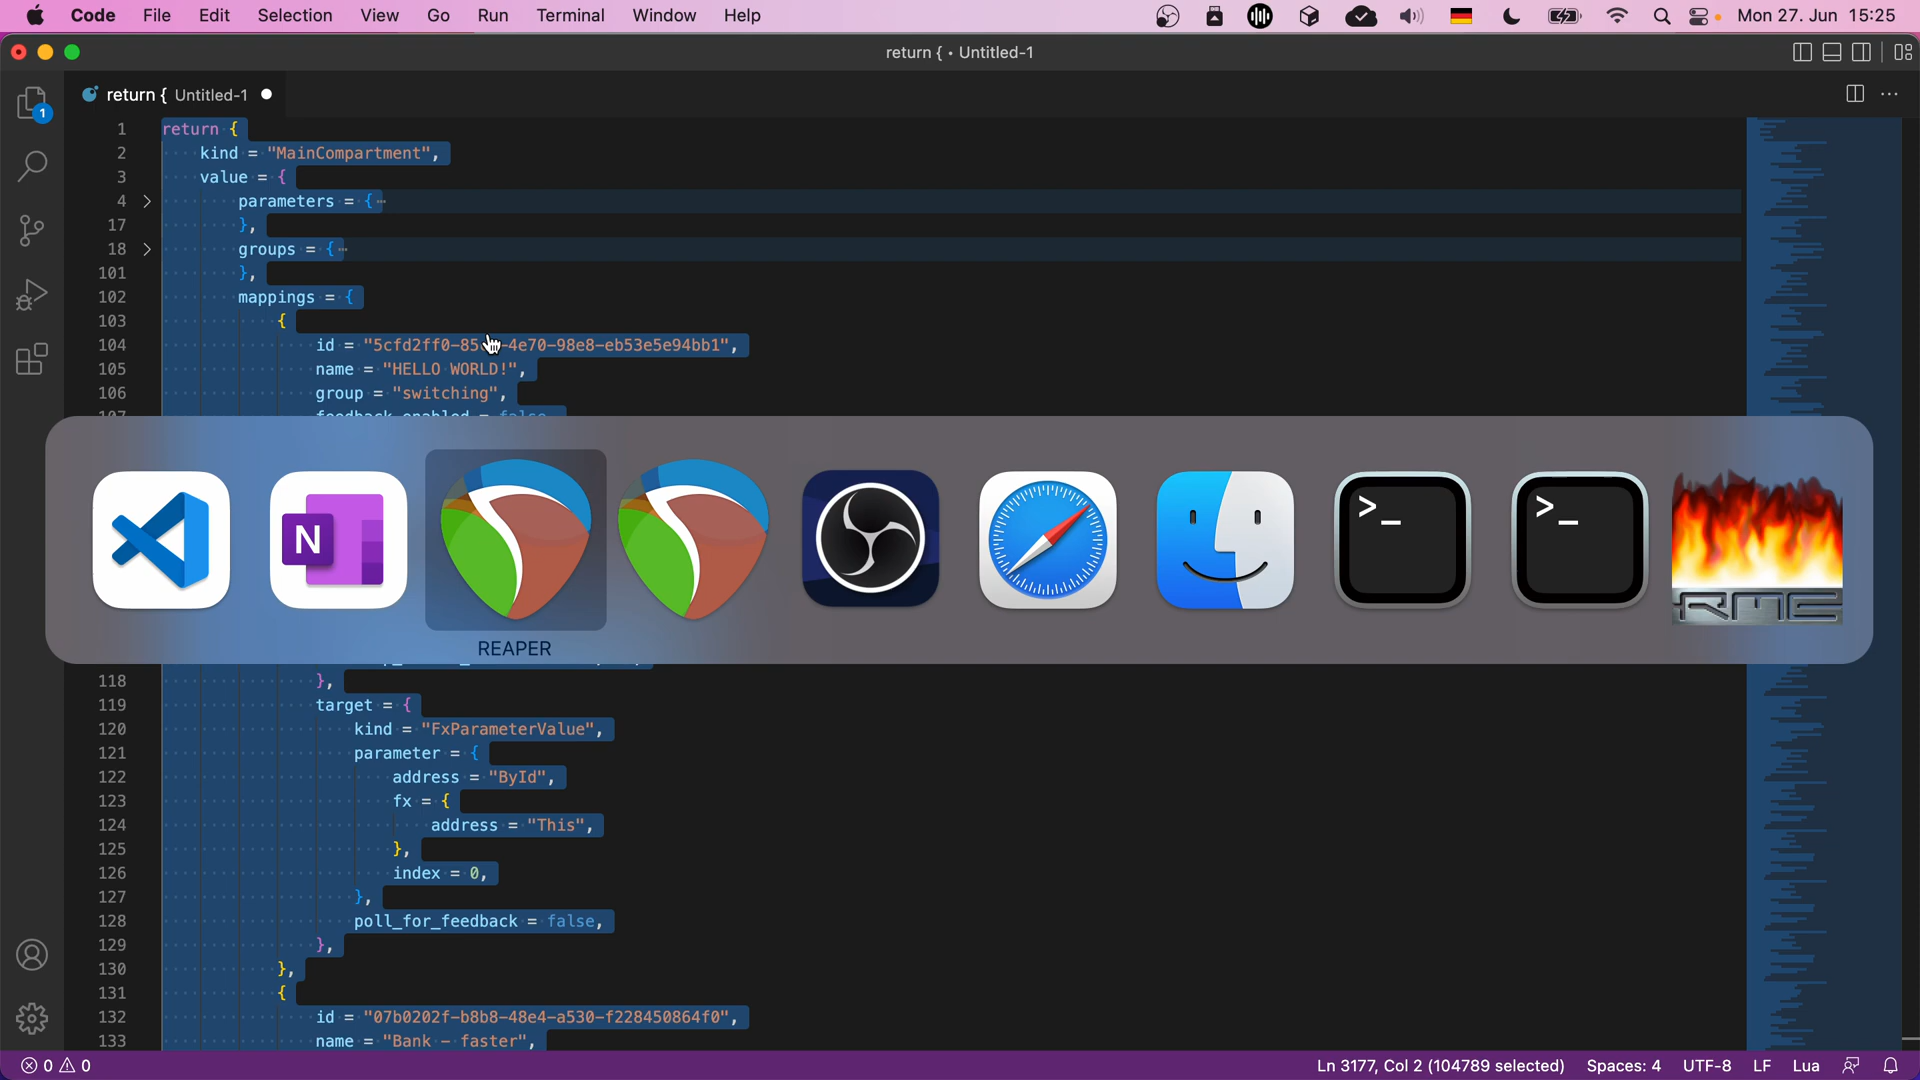 Code File Edit Selection View Go Run Terminal Window Help Mon 27. Jun 15:25
return { • Untitled-1
return { Untitled-1
1 return {
2 kind = "MainCompartment",
3 value = {
4 parameters = {
17 },
18 groups = {
101 },
102 mappings = {
103 {
104 id = "5cfd2ff0-85 -4e70-98e8-eb53e5e94bb1",
105 name = "HELLO WORLD!",
106 group = "switching",
107 feedback_enabled = false
N
>_
>_
RME
REAPER
118 },
119 target = {
120 kind = "FxParameterValue",
121 parameter = {
122 address = "ById",
123 fx = {
124 address = "This",
125 },
126 index = 0,
127 },
128 poll_for_feedback = false,
129 },
130 },
131 {
132 id = "07b0202f-b8b8-48e4-a530-f228450864f0",
133 name = "Bank - faster",
0 0 Ln 3177, Col 2 (104789 selected) Spaces: 4 UTF-8 LF Lua